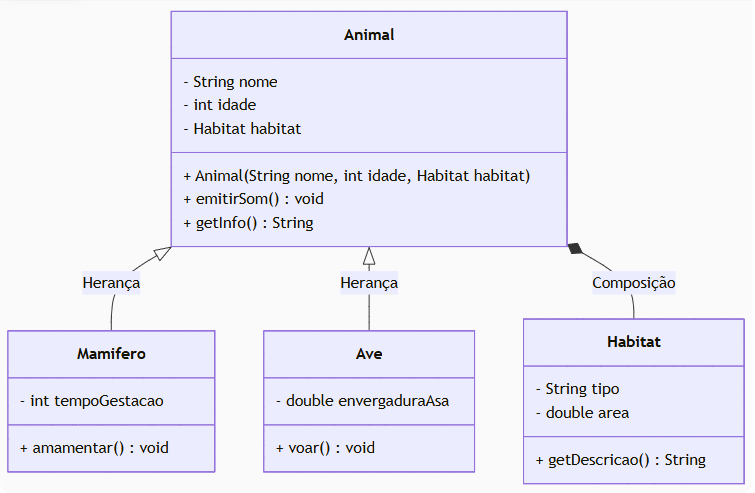 Animal
- String nome
- int idade
- Habitat habitat
+ Animal(String nome, int idade, Habitat habitat)
+ emitirSom() : void
+ getInfo() : String
Herança
Herança
Composição
Mamifero
- int tempoGestacao
+ amamentar() : void
Ave
- double envergaduraAsa
+ voar() : void
Habitat
- String tipo
- double area
+ getDescricao() : String